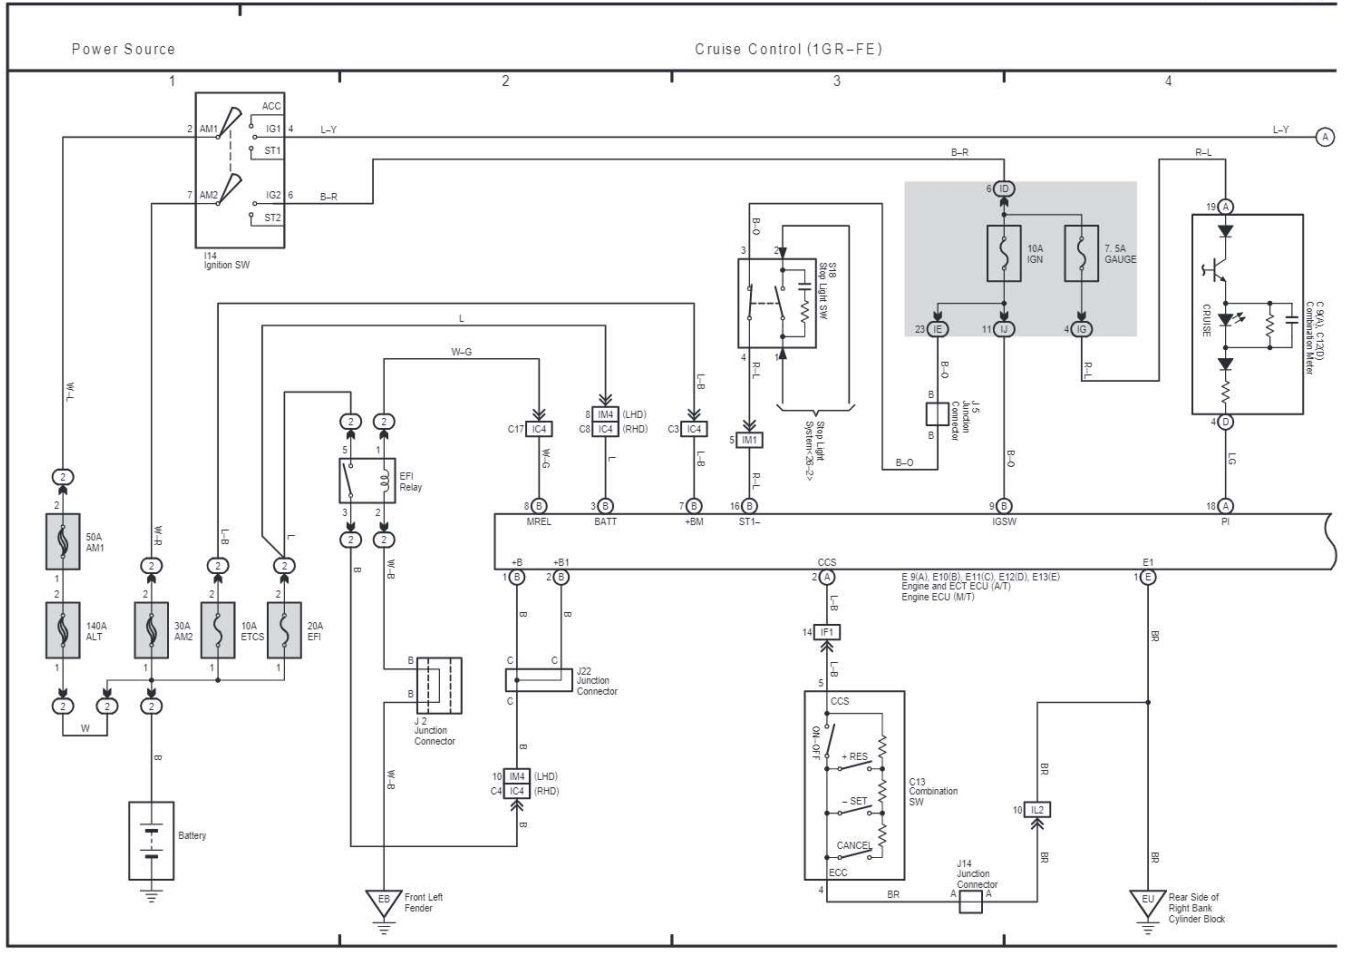 Power Source
Cruise Control (1GR–FE)
1
2
3
4
ACC
2 AM1
IG1 4
L–Y
L–Y
A
ST1
B–R
R–L
7 AM2
IG2 6
B–R
ST2
I14
Ignition SW
6 ID
19 A
10A
IGN
7. 5A
GAUGE
B–O
3
2
S18
Stop Light SW
4
1
CRUISE
C 9(A), C12(D)
Combination Meter
23 IE
11 IJ
4 IG
L
W–G
W–L
L–B
R–L
B–O
R–L
B
J 5
Junction
Connector
B
8 IM4 (LHD)
C17 IC4
C8 IC4 (RHD)
C3 IC4
5 IM1
Stop Light
System<26–2>
4 D
2
2
2
5
1
EFI
Relay
3
2
2
2
W–G
L
L–B
R–L
B–O
B–O
LG
8 B
3 B
7 B
16 B
9 B
18 A
MREL
BATT
+BM
ST1–
IGSW
PI
2
50A
AM1
1
W–R
L–B
L
2
2
2
B
W–B
+B
+B1
CCS
E1
1 B
2 B
2 A
1 E
E 9(A), E10(B), E11(C), E12(D), E13(E)
Engine and ECT ECU (A/T)
Engine ECU (M/T)
2
2
2
2
140A
ALT
30A
AM2
10A
ETCS
20A
EFI
1
1
1
1
B
B
L–B
BR
14 IF1
L–B
2
2
2
W
B
B
J 2
Junction
Connector
C
C
J22
Junction
Connector
C
5
CCS
ON–OFF
+ RES
– SET
CANCEL
ECC
4
C13
Combination
SW
B
B
W–B
10 IM4 (LHD)
C4 IC4 (RHD)
B
BR
10 IL2
BR
BR
Battery
J14
Junction
Connector
BR
A
A
EB
Front Left
Fender
EU
Rear Side of
Right Bank
Cylinder Block